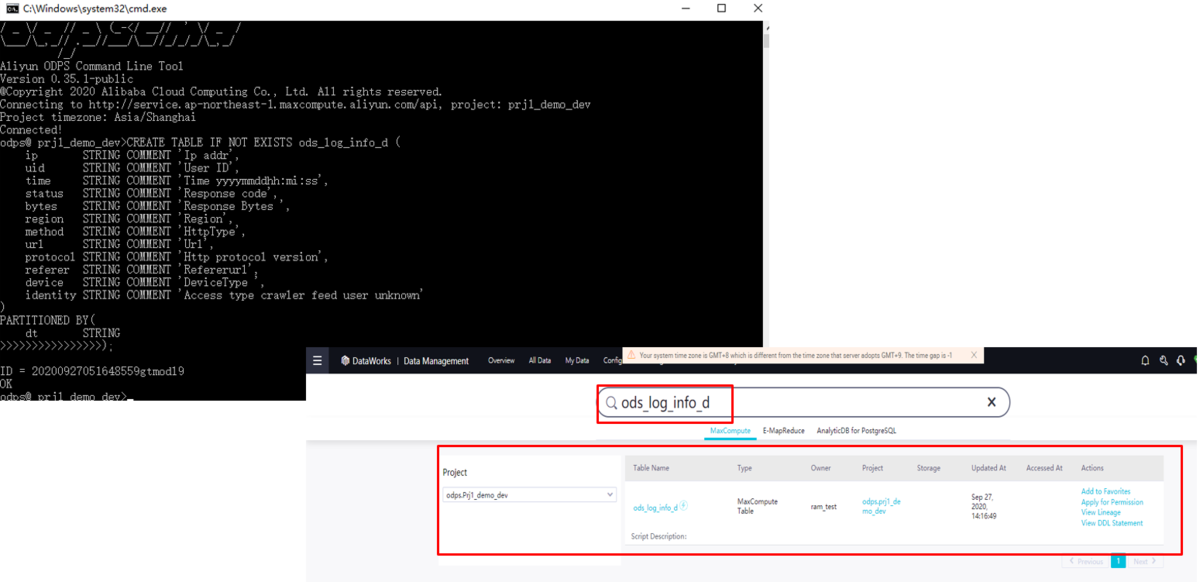 C:\Windows\system32\cmd.exe
Aliyun ODPS Command Line Tool
Version 0.35.1-public
@Copyright 2020 Alibaba Cloud Computing Co., Ltd. All rights reserved.
Connecting to http://service.ap-northeast-1.maxcompute.aliyun.com/api, project: prj1_demo_dev
Project timezone: Asia/Shanghai
Connected!
odps@ prj1_demo_dev>CREATE TABLE IF NOT EXISTS ods_log_info_d (
ip STRING COMMENT 'Ip addr',
uid STRING COMMENT 'User ID',
time STRING COMMENT 'Time yyyymmddhh:mi:ss',
status STRING COMMENT 'Response code',
bytes STRING COMMENT 'Response Bytes ',
region STRING COMMENT 'Region',
method STRING COMMENT 'HttpType',
url STRING COMMENT 'Url',
protocol STRING COMMENT 'Http protocol version',
referer STRING COMMENT 'Refererurl',
device STRING COMMENT 'DeviceType ',
identity STRING COMMENT 'Access type crawler feed user unknown'
)
PARTITIONED BY(
dt STRING
>>>>>>>>>>>>>>>>);
ID = 20200927051648559gtmod19
OK
odps@ prj1_demo_dev>_
DataWorks | Data Management Overview All Data My Data Config
Your system time zone is GMT+8 which is different from the time zone that server adopts GMT+9. The time gap is -1 X
ods_log_info_d
MaxCompute E-MapReduce AnalyticDB for PostgreSQL
Project
odps.Prj1_demo_dev
Table Name Type Owner Project Storage Updated At Accessed At Actions
ods_log_info_d
MaxCompute
Table
ram_test
odps.prj1_de
mo_dev
Sep 27,
2020,
14:16:49
Add to Favorites
Apply for Permission
View Lineage
View DDL Statement
Script Description:
Previous 1 Next